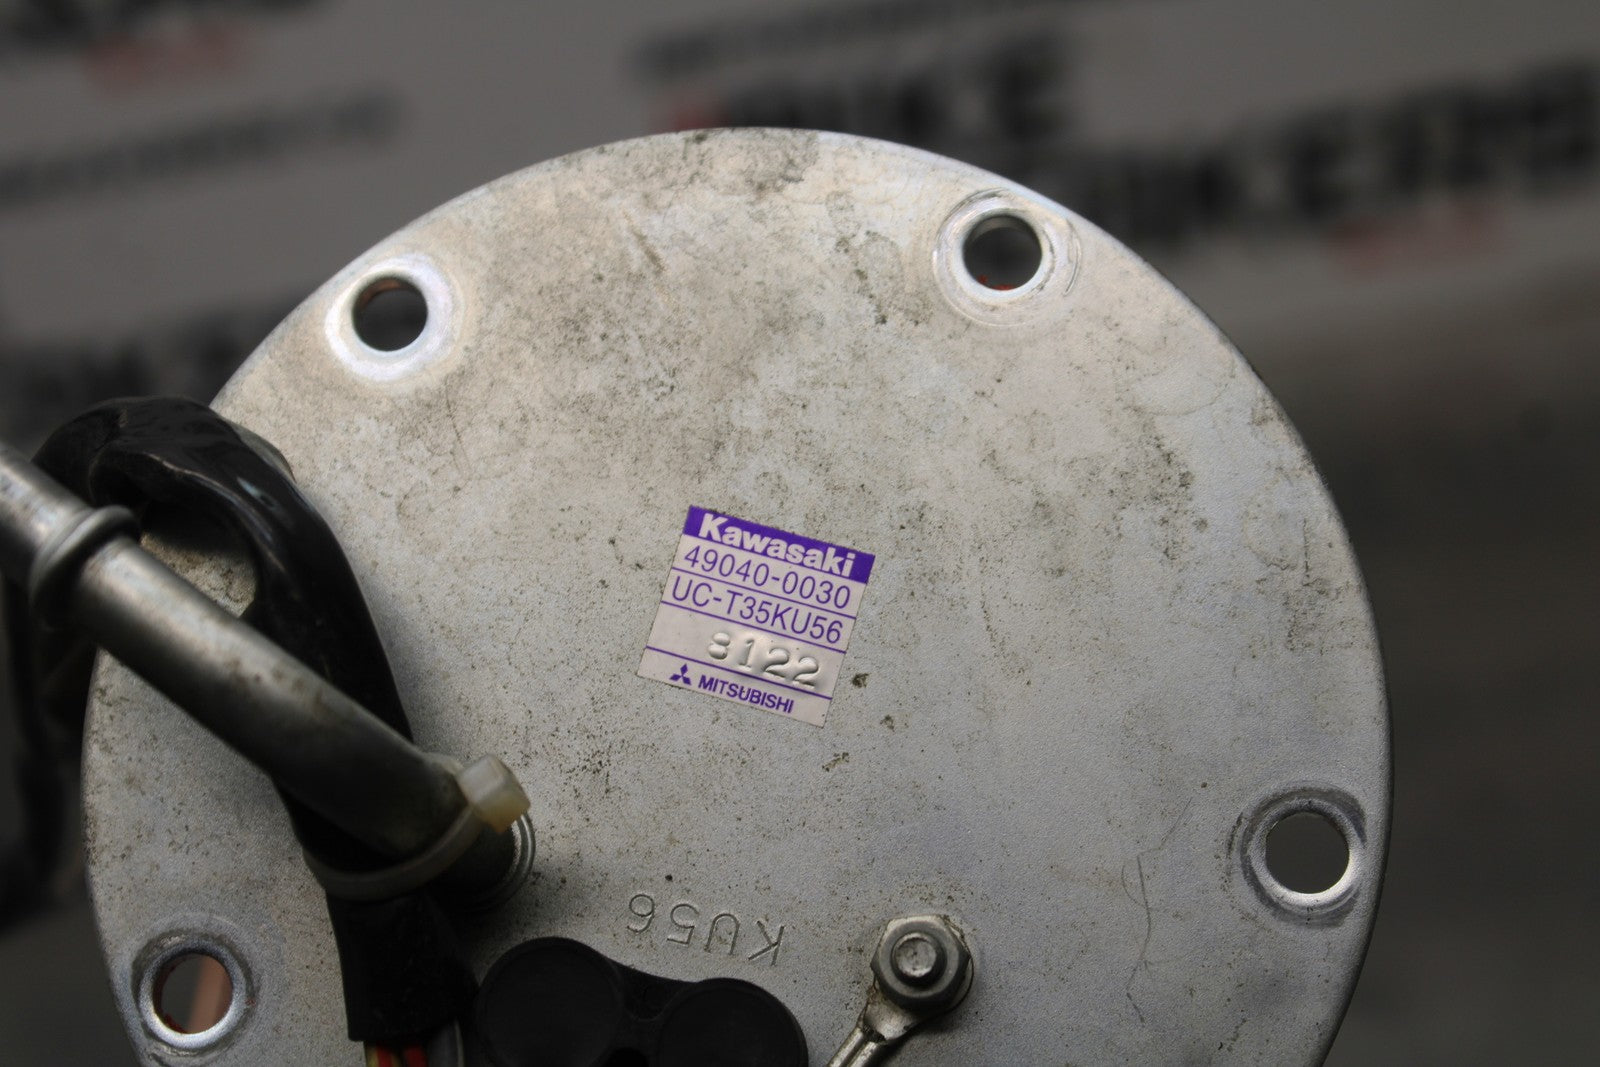 Kawasaki
49040-0030
UC-T35KU56
8122
MITSUBISHI
KU56